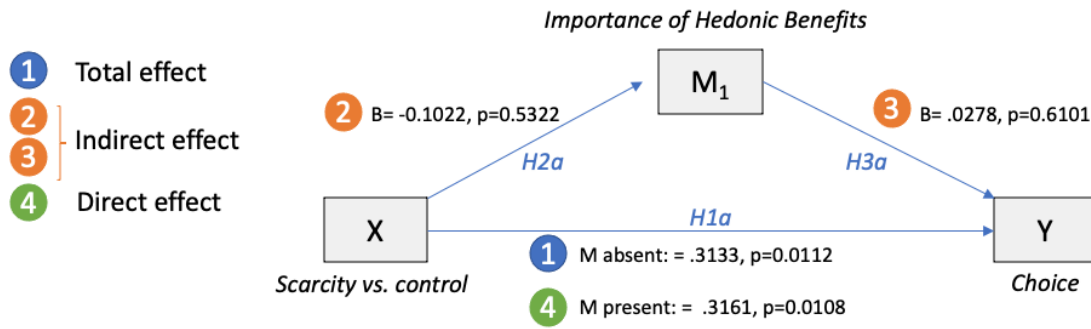 Importance of Hedonic Benefits
1 Total effect
2
3
Indirect effect
4 Direct effect
2 B= -0.1022, p=0.5322
M1
3 B= .0278, p=0.6101
H2a
H3a
X
H1a
Y
Scarcity vs. control
1 M absent: = .3133, p=0.0112
Choice
4 M present: = .3161, p=0.0108